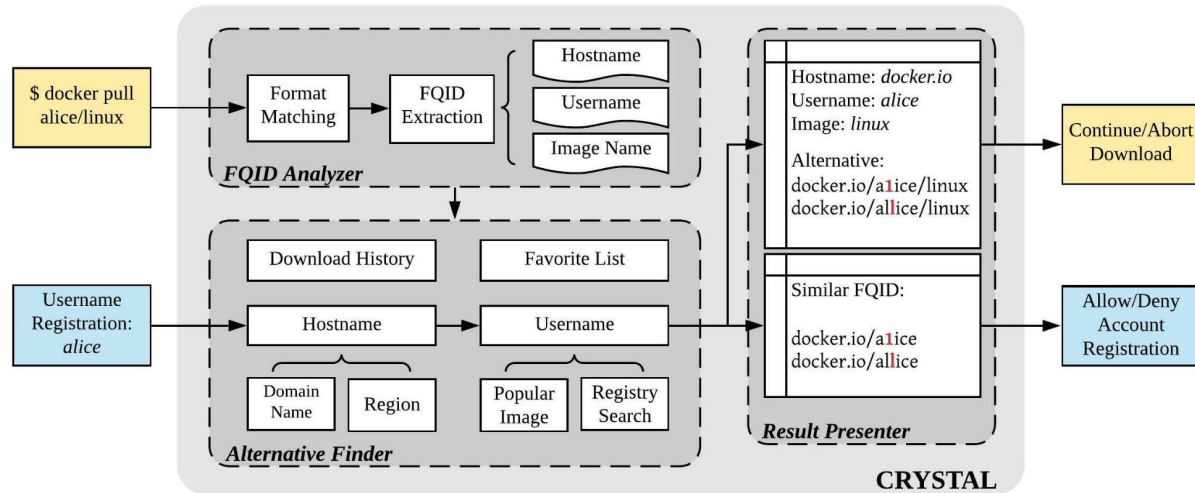 $ docker pull
alice/linux
Format
Matching
FQID
Extraction
Hostname
Username
Image Name
FQID Analyzer
Username
Registration:
alice
Download History
Favorite List
Hostname
Username
Domain
Name
Region
Popular
Image
Registry
Search
Alternative Finder
Hostname: docker.io
Username: alice
Image: linux
Alternative:
docker.io/a1ice/linux
docker.io/allice/linux
Similar FQID:
docker.io/a1ice
docker.io/allice
Result Presenter
Continue/Abort
Download
Allow/Deny
Account
Registration
CRYSTAL